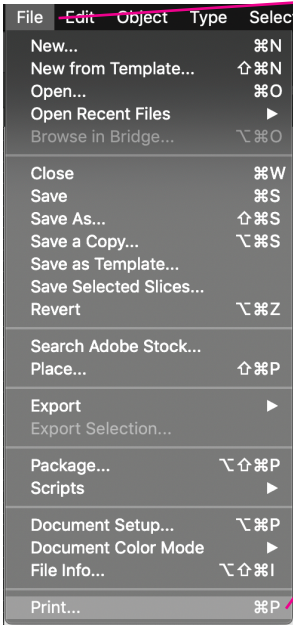 File Edit Object Type Selec
New... ⌘N
New from Template... ⇧⌘N
Open... ⌘O
Open Recent Files ▶
Browse in Bridge... ⌥⌘O
Close ⌘W
Save ⌘S
Save As... ⇧⌘S
Save a Copy... ⌥⌘S
Save as Template...
Save Selected Slices...
Revert ⌥⌘Z
Search Adobe Stock...
Place... ⇧⌘P
Export ▶
Export Selection...
Package... ⌥⇧⌘P
Scripts ▶
Document Setup... ⌥⌘P
Document Color Mode ▶
File Info... ⌥⇧⌘I
Print... ⌘P